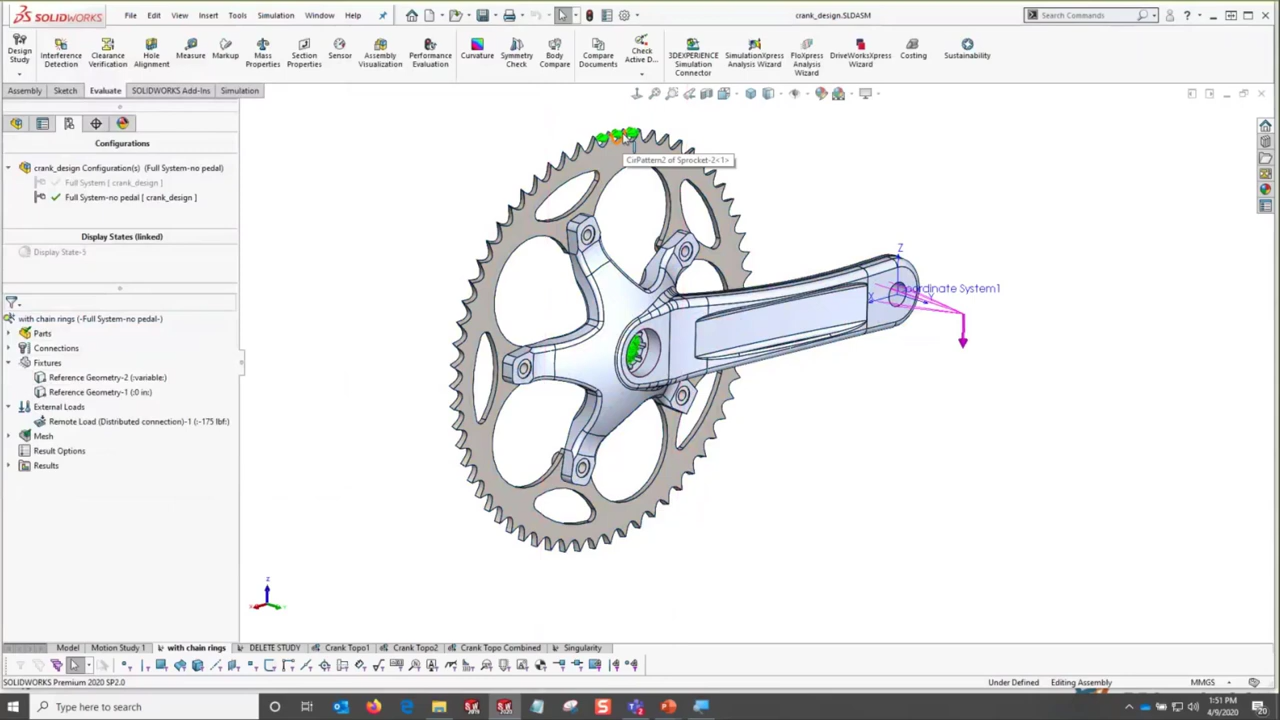 SOLIDWORKS File Edit View Insert Tools Simulation Window Help crank_design.SLDASM Search Commands
Design Study Interference Detection Clearance Verification Hole Alignment Measure Markup Mass Properties Section Properties Sensor Assembly Visualization Performance Evaluation Curvature Symmetry Check Body Compare Compare Documents Check Active D... 3DEXPERIENCE Simulation Connector SimulationXpress Analysis Wizard FloXpress Analysis Wizard DriveWorksXpress Wizard Costing Sustainability
Assembly Sketch Evaluate SOLIDWORKS Add-Ins Simulation
Configurations
crank_design Configuration(s) (Full System-no pedal)
Full System [ crank_design ]
Full System-no pedal [ crank_design ]
Display States (linked)
Display State-5
with chain rings (-Full System-no pedal-)
Parts
Connections
Fixtures
Reference Geometry-2 (:variable:)
Reference Geometry-1 (:0 in:)
External Loads
Remote Load (Distributed connection)-1 (:-175 lbf:)
Mesh
Result Options
Results
CirPattern2 of Sprocket-2<1>
Z
Coordinate System1
X
z
Model Motion Study 1 with chain rings DELETE STUDY Crank Topo1 Crank Topo2 Crank Topo Combined Singularity
SOLIDWORKS Premium 2020 SP2.0 Under Defined Editing Assembly MMGS
Type here to search
1:51 PM
4/9/2020
20